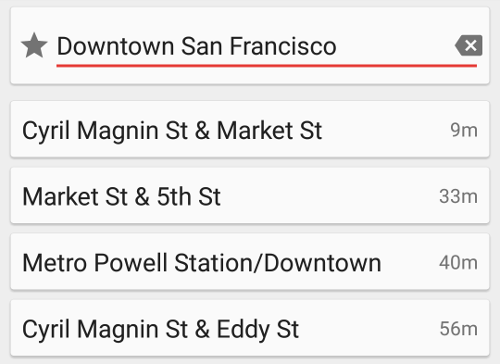 Downtown San Francisco
Cyril Magnin St & Market St 9m
Market St & 5th St 33m
Metro Powell Station/Downtown 40m
Cyril Magnin St & Eddy St 56m